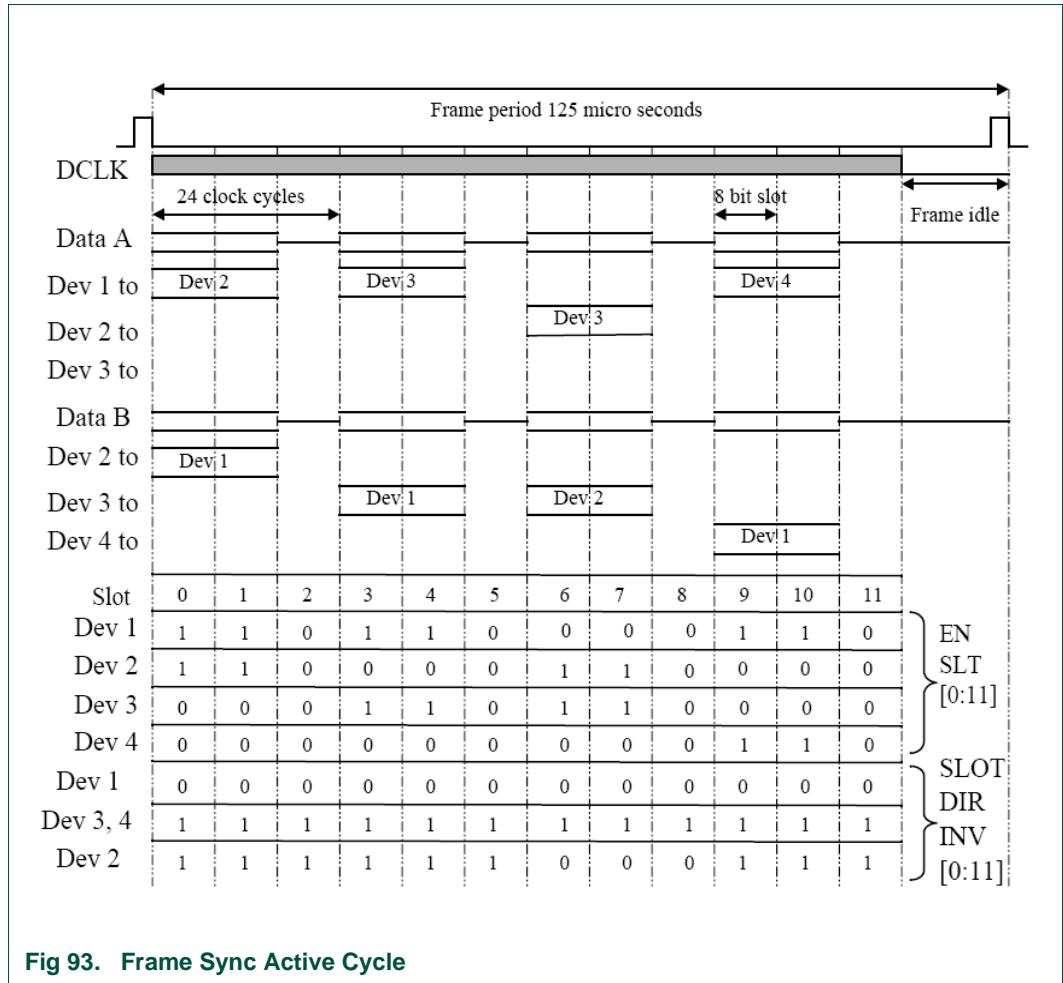 Frame period 125 micro seconds
DCLK
24 clock cycles
8 bit slot
Frame idle
Data A
Dev 1 to Dev 2 Dev 3 Dev 4
Dev 2 to Dev 3
Dev 3 to
Data B
Dev 2 to Dev 1
Dev 3 to Dev 1 Dev 2
Dev 4 to Dev 1
Slot 0 1 2 3 4 5 6 7 8 9 10 11
Dev 1 1 1 0 1 1 0 0 0 0 1 1 0
Dev 2 1 1 0 0 0 0 1 1 0 0 0 0
Dev 3 0 0 0 1 1 0 1 1 0 0 0 0
Dev 4 0 0 0 0 0 0 0 0 0 1 1 0
EN
SLT
[0:11]
Dev 1 0 0 0 0 0 0 0 0 0 0 0 0
Dev 3, 4 1 1 1 1 1 1 1 1 1 1 1 1
Dev 2 1 1 1 1 1 1 0 0 0 1 1 1
SLOT
DIR
INV
[0:11]
Fig 93. Frame Sync Active Cycle